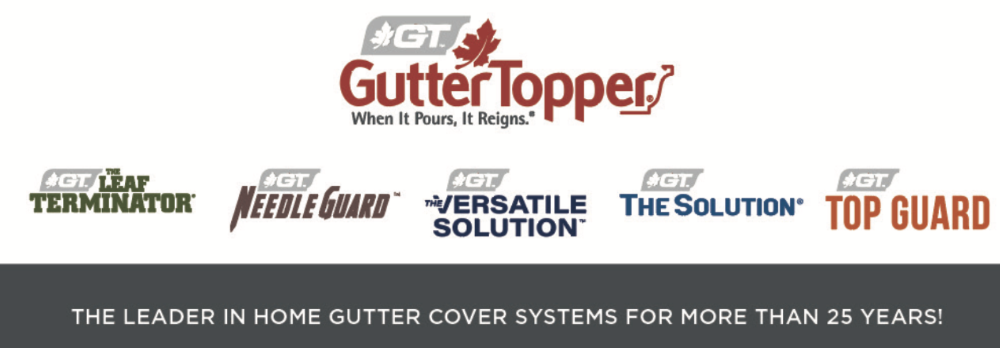 GT.™
GutterTopper®
When It Pours, It Reigns.®
GT. THE
LEAF
TERMINATOR®
GT.
NEEDLE GUARD™
GT.
THE VERSATILE
SOLUTION™
GT.
THE SOLUTION®
GT.
TOP GUARD
THE LEADER IN HOME GUTTER COVER SYSTEMS FOR MORE THAN 25 YEARS!